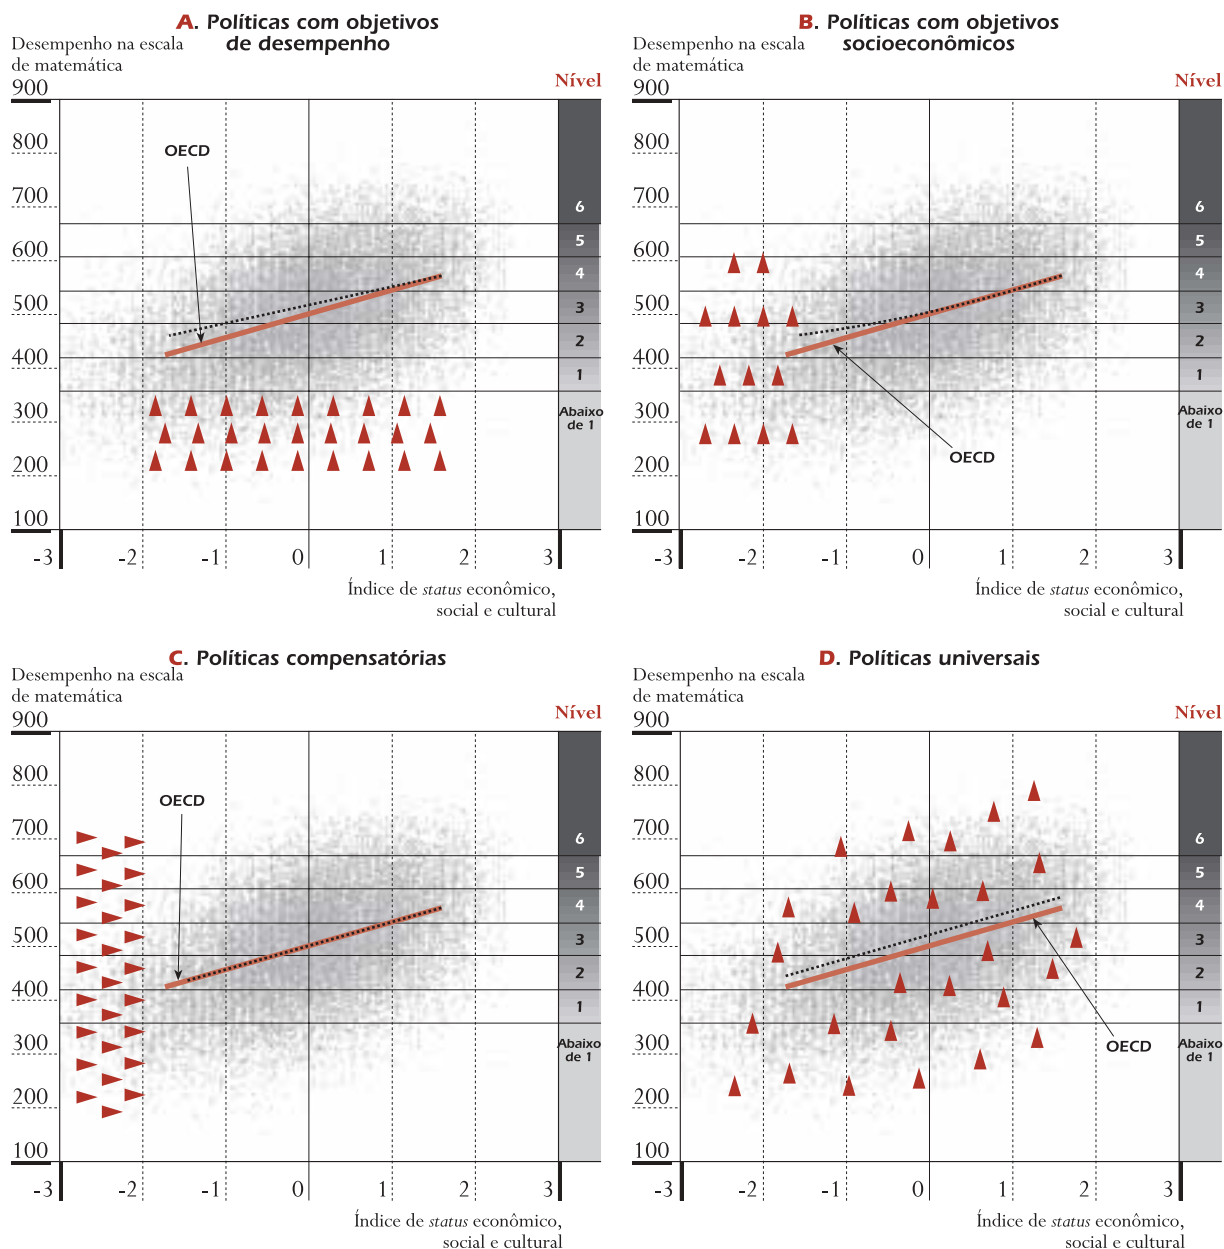 A. Políticas com objetivos
de desempenho
Desempenho na escala
de matemática
Nível
900
800
700
600
500
400
300
200
100
OECD
6
5
4
3
2
1
Abaixo
de 1
-3
-2
-1
0
1
2
3
Índice de status econômico,
social e cultural
B. Políticas com objetivos
socioeconômicos
Desempenho na escala
de matemática
Nível
900
800
700
600
500
400
300
200
100
OECD
6
5
4
3
2
1
Abaixo
de 1
-3
-2
-1
0
1
2
3
Índice de status econômico,
social e cultural
C. Políticas compensatórias
Desempenho na escala
de matemática
Nível
900
800
700
600
500
400
300
200
100
OECD
6
5
4
3
2
1
Abaixo
de 1
-3
-2
-1
0
1
2
3
Índice de status econômico,
social e cultural
D. Políticas universais
Desempenho na escala
de matemática
Nível
900
800
700
600
500
400
300
200
100
OECD
6
5
4
3
2
1
Abaixo
de 1
-3
-2
-1
0
1
2
3
Índice de status econômico,
social e cultural